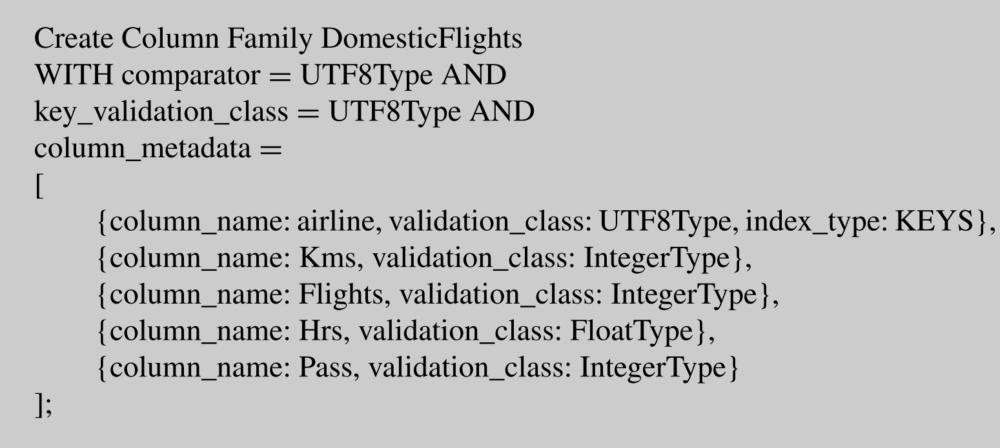 Create Column Family DomesticFlights
WITH comparator = UTF8Type AND
key_validation_class = UTF8Type AND
column_metadata =
[
{column_name: airline, validation_class: UTF8Type, index_type: KEYS},
{column_name: Kms, validation_class: IntegerType},
{column_name: Flights, validation_class: IntegerType},
{column_name: Hrs, validation_class: FloatType},
{column_name: Pass, validation_class: IntegerType}
];